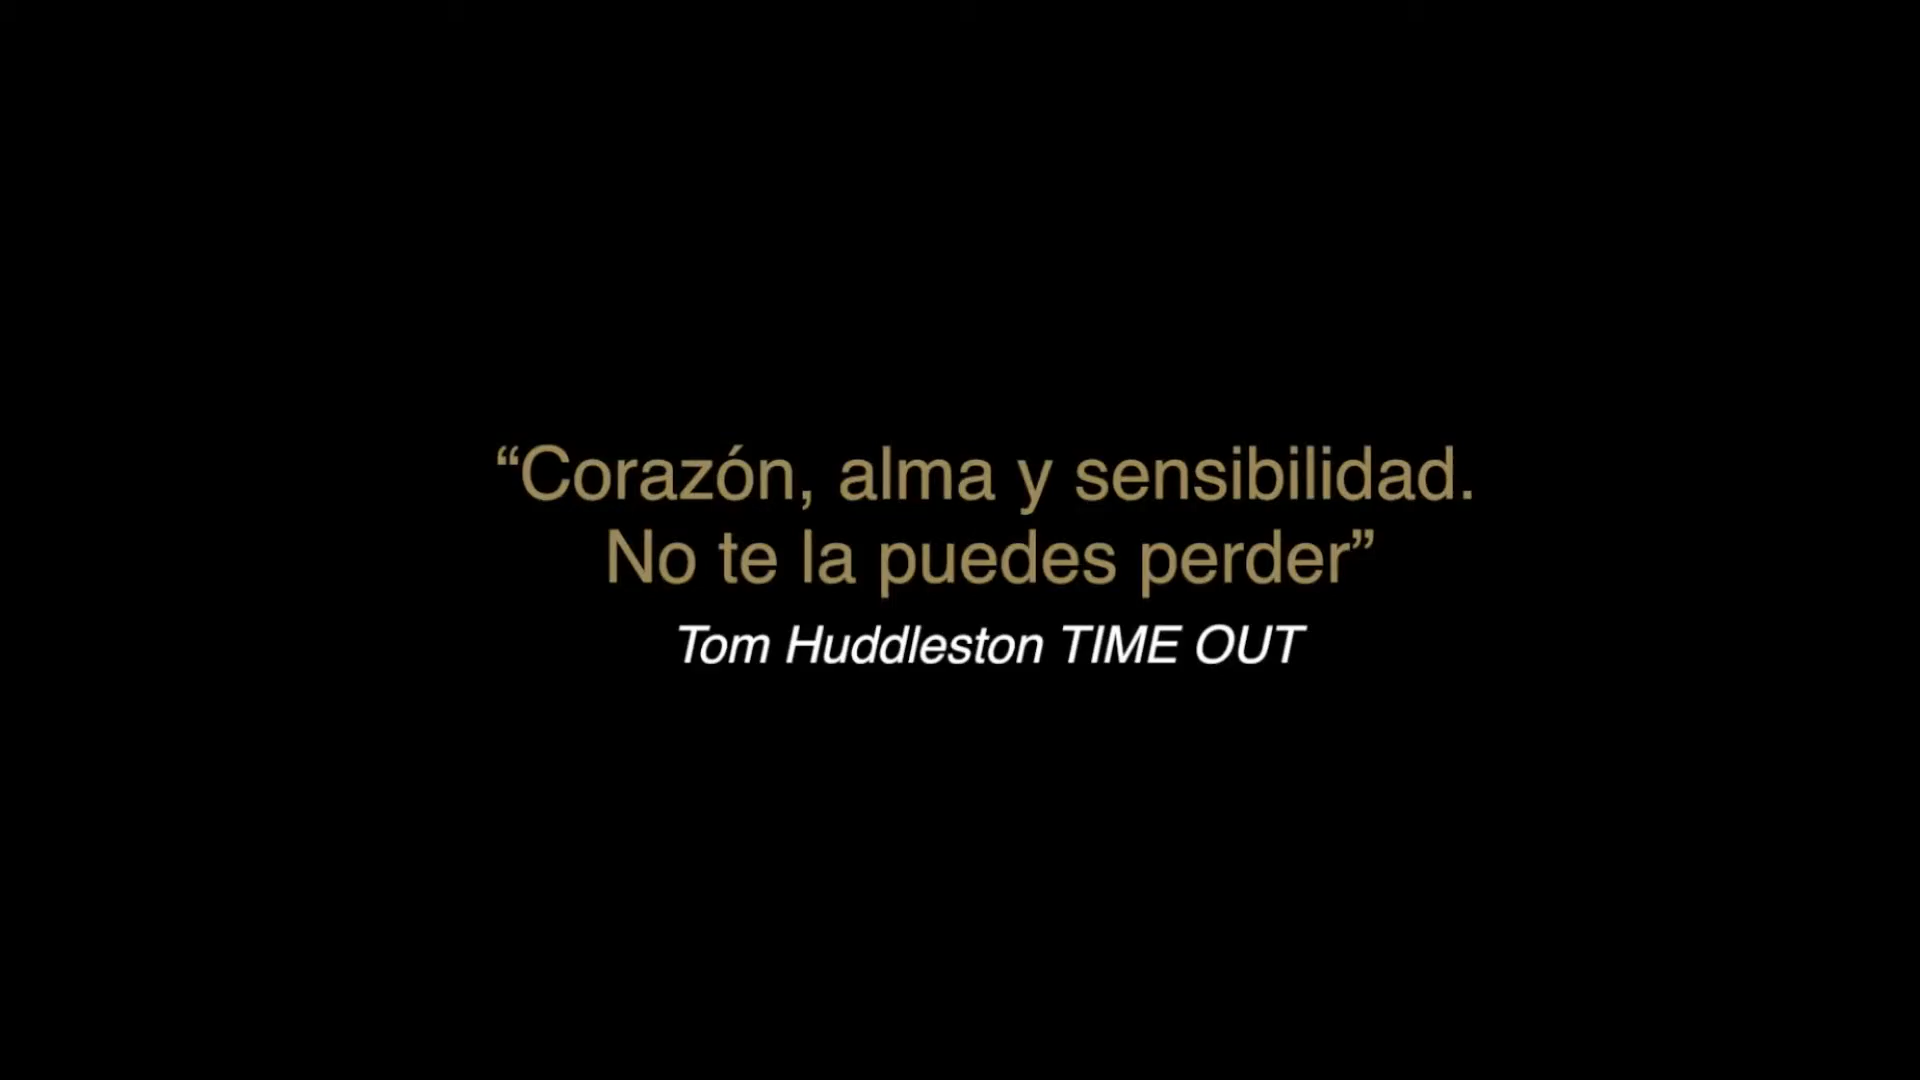 “Corazón, alma y sensibilidad.
No te la puedes perder”
Tom Huddleston TIME OUT